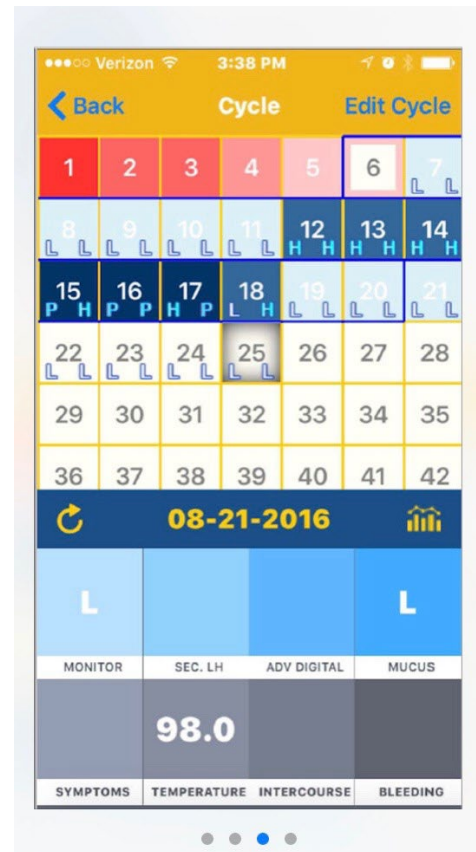 Verizon 3:38 PM
Back Cycle Edit Cycle
1 2 3 4 5 6 7
L L
8 9 10 11 12 13 14
L L L L L L L L H H H H H H
15 16 17 18 19 20 21
P H P P H P L H L L L L L L
22 23 24 25 26 27 28
L L L L L L L L
29 30 31 32 33 34 35
36 37 38 39 40 41 42
08-21-2016
L L
MONITOR SEC. LH ADV DIGITAL MUCUS
98.0
SYMPTOMS TEMPERATURE INTERCOURSE BLEEDING